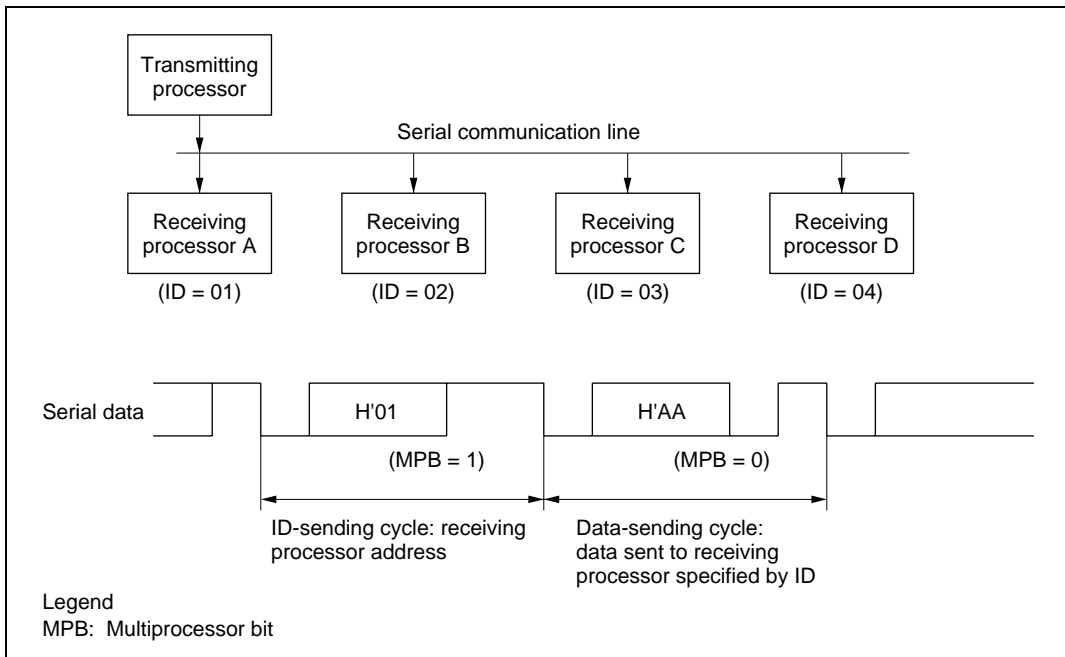 Transmitting
processor
Serial communication line
Receiving
processor A
Receiving
processor B
Receiving
processor C
Receiving
processor D
(ID = 01)
(ID = 02)
(ID = 03)
(ID = 04)
Serial data
H'01
H'AA
(MPB = 1)
(MPB = 0)
ID-sending cycle: receiving
processor address
Data-sending cycle:
data sent to receiving
processor specified by ID
Legend
MPB: Multiprocessor bit